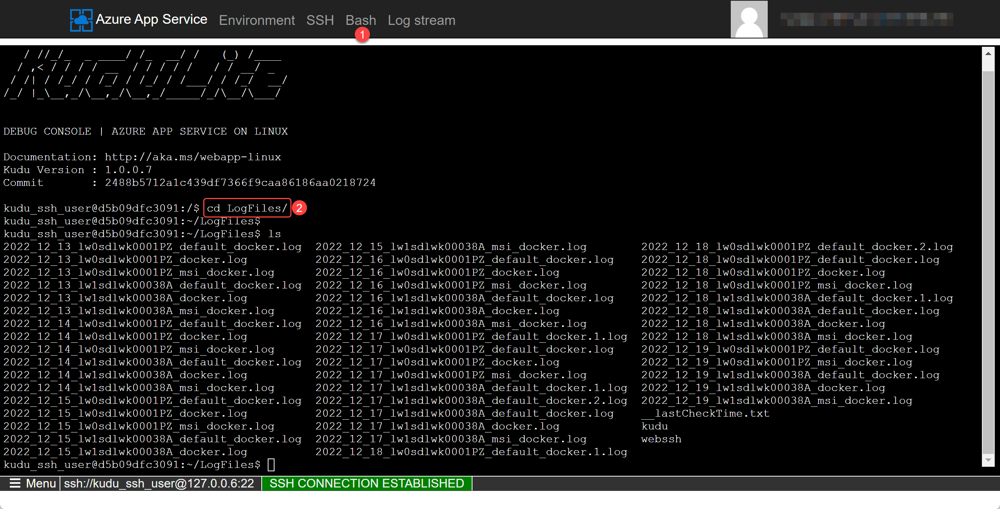 Azure App Service Environment SSH Bash Log stream
1
/ //_/_ _ ____/ /_ __/ / (_) /____
/ ,< / / / / __ / / / / / / / __/ _
/ /| / /_/ / /_/ / /_/ / /___/ / /_/ __/
/_/ |_\__,_/\__,_/\__,_/_____/_/\__/\___/
DEBUG CONSOLE | AZURE APP SERVICE ON LINUX
Documentation: http://aka.ms/webapp-linux
Kudu Version : 1.0.0.7
Commit : 2488b5712a1c439df7366f9caa86186aa0218724
kudu_ssh_user@d5b09dfc3091:/$ cd LogFiles/ 2
kudu_ssh_user@d5b09dfc3091:~/LogFiles$
kudu_ssh_user@d5b09dfc3091:~/LogFiles$ ls
2022_12_13_lw0sdlwk0001PZ_default_docker.log 2022_12_15_lw1sdlwk00038A_msi_docker.log 2022_12_18_lw0sdlwk0001PZ_default_docker.2.log
2022_12_13_lw0sdlwk0001PZ_docker.log 2022_12_16_lw0sdlwk0001PZ_default_docker.log 2022_12_18_lw0sdlwk0001PZ_default_docker.log
2022_12_13_lw0sdlwk0001PZ_msi_docker.log 2022_12_16_lw0sdlwk0001PZ_docker.log 2022_12_18_lw0sdlwk0001PZ_docker.log
2022_12_13_lw1sdlwk00038A_default_docker.log 2022_12_16_lw0sdlwk0001PZ_msi_docker.log 2022_12_18_lw0sdlwk0001PZ_msi_docker.log
2022_12_13_lw1sdlwk00038A_docker.log 2022_12_16_lw1sdlwk00038A_default_docker.log 2022_12_18_lw1sdlwk00038A_default_docker.1.log
2022_12_13_lw1sdlwk00038A_msi_docker.log 2022_12_16_lw1sdlwk00038A_docker.log 2022_12_18_lw1sdlwk00038A_default_docker.log
2022_12_14_lw0sdlwk0001PZ_default_docker.log 2022_12_16_lw1sdlwk00038A_msi_docker.log 2022_12_18_lw1sdlwk00038A_docker.log
2022_12_14_lw0sdlwk0001PZ_docker.log 2022_12_17_lw0sdlwk0001PZ_default_docker.1.log 2022_12_18_lw1sdlwk00038A_msi_docker.log
2022_12_14_lw0sdlwk0001PZ_msi_docker.log 2022_12_17_lw0sdlwk0001PZ_default_docker.log 2022_12_19_lw0sdlwk0001PZ_default_docker.log
2022_12_14_lw1sdlwk00038A_default_docker.log 2022_12_17_lw0sdlwk0001PZ_docker.log 2022_12_19_lw0sdlwk0001PZ_msi_docker.log
2022_12_14_lw1sdlwk00038A_docker.log 2022_12_17_lw0sdlwk0001PZ_msi_docker.log 2022_12_19_lw1sdlwk00038A_default_docker.log
2022_12_14_lw1sdlwk00038A_msi_docker.log 2022_12_17_lw1sdlwk00038A_default_docker.1.log 2022_12_19_lw1sdlwk00038A_docker.log
2022_12_15_lw0sdlwk0001PZ_default_docker.log 2022_12_17_lw1sdlwk00038A_default_docker.2.log 2022_12_19_lw1sdlwk00038A_msi_docker.log
2022_12_15_lw0sdlwk0001PZ_docker.log 2022_12_17_lw1sdlwk00038A_default_docker.log __lastCheckTime.txt
2022_12_15_lw0sdlwk0001PZ_msi_docker.log 2022_12_17_lw1sdlwk00038A_docker.log kudu
2022_12_15_lw1sdlwk00038A_default_docker.log 2022_12_17_lw1sdlwk00038A_msi_docker.log webssh
2022_12_15_lw1sdlwk00038A_docker.log 2022_12_18_lw0sdlwk0001PZ_default_docker.1.log
kudu_ssh_user@d5b09dfc3091:~/LogFiles$
Menu ssh://kudu_ssh_user@127.0.0.6:22 SSH CONNECTION ESTABLISHED